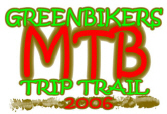 GREENBIKERS'
MTB
TRIP TRAIL
2006